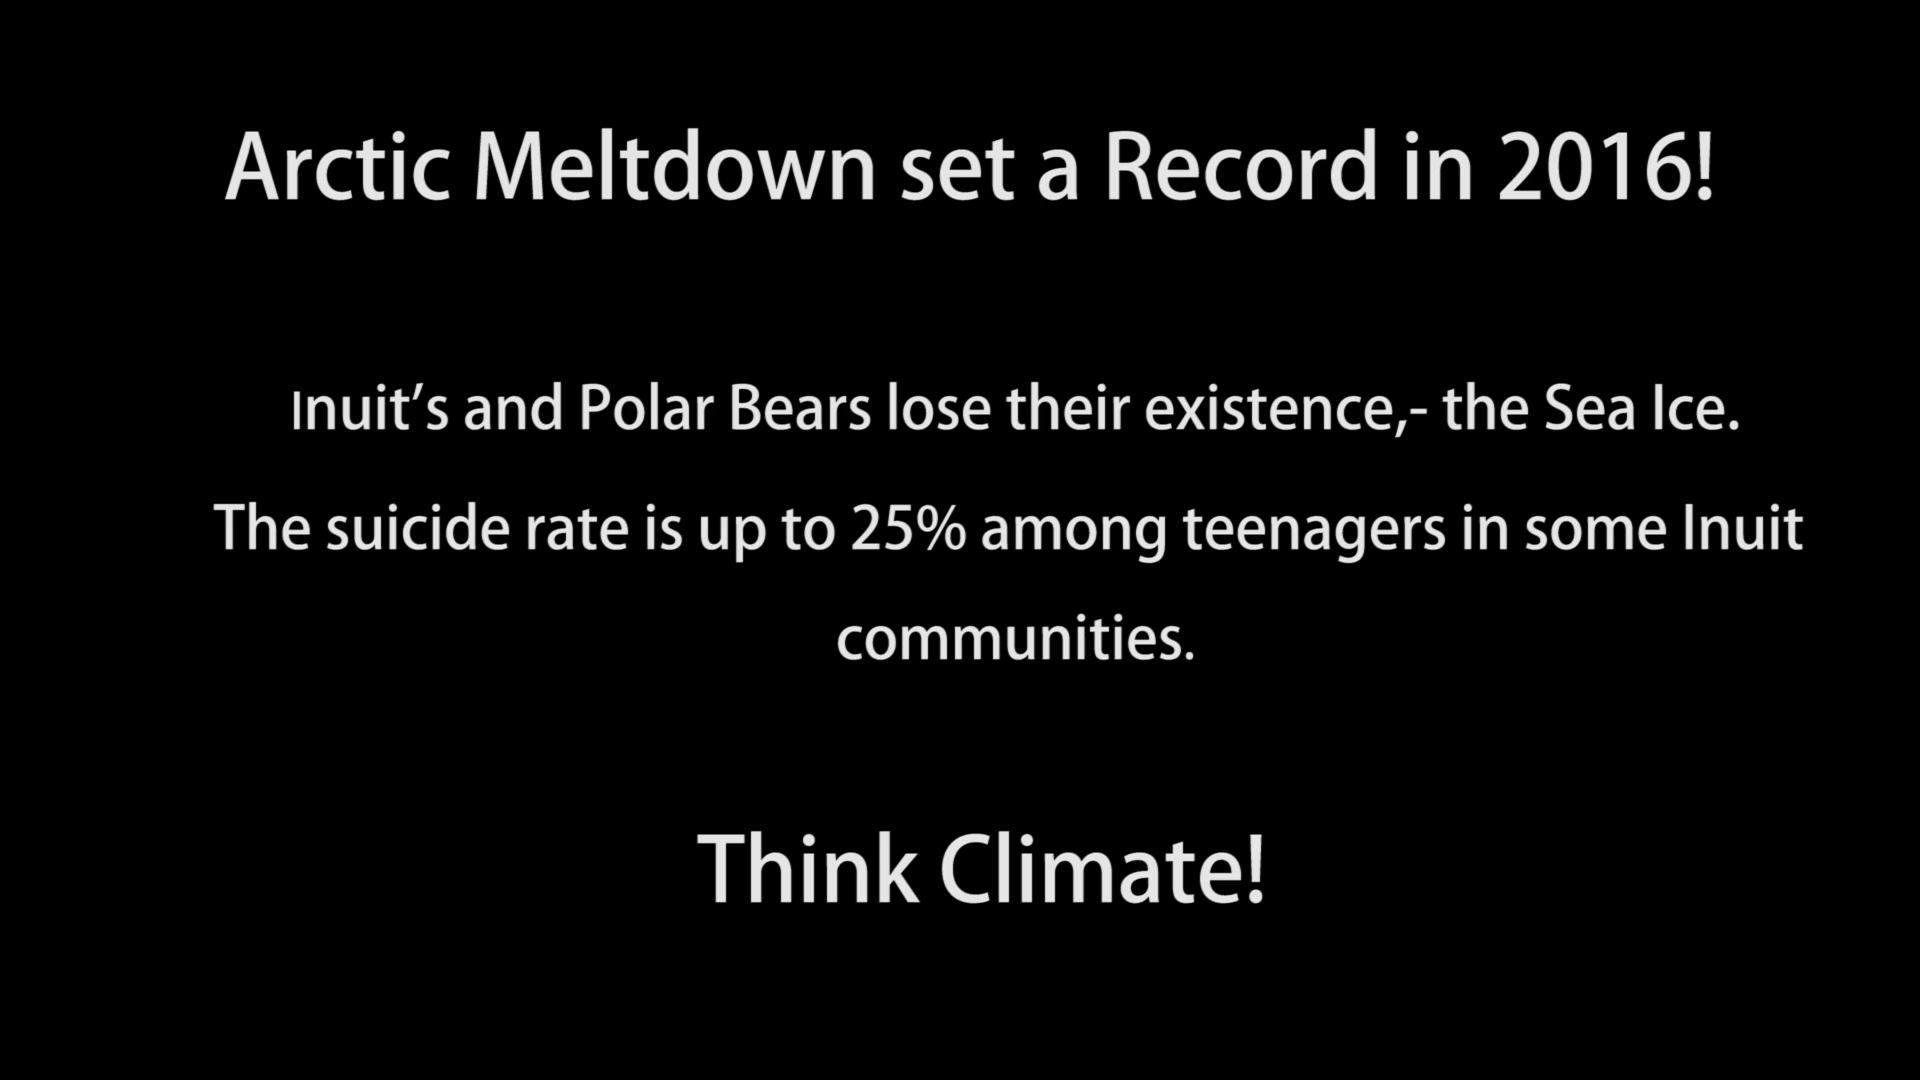 Arctic Meltdown set a Record in 2016!
Inuit’s and Polar Bears lose their existence,- the Sea Ice.
The suicide rate is up to 25% among teenagers in some Inuit
communities.
Think Climate!